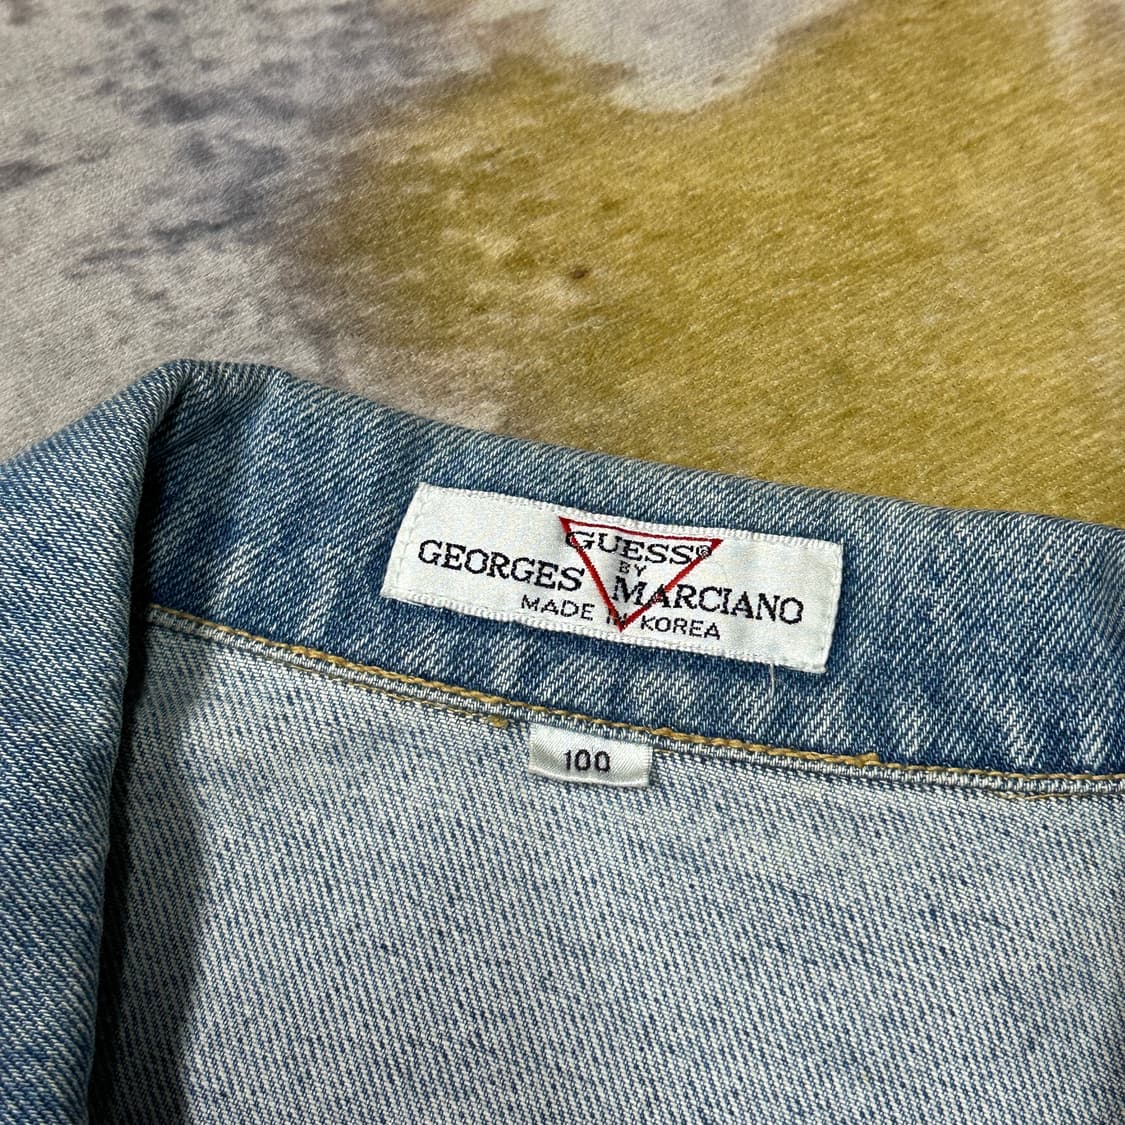 GUESS®
BY
GEORGES MARCIANO
MADE IN KOREA
100